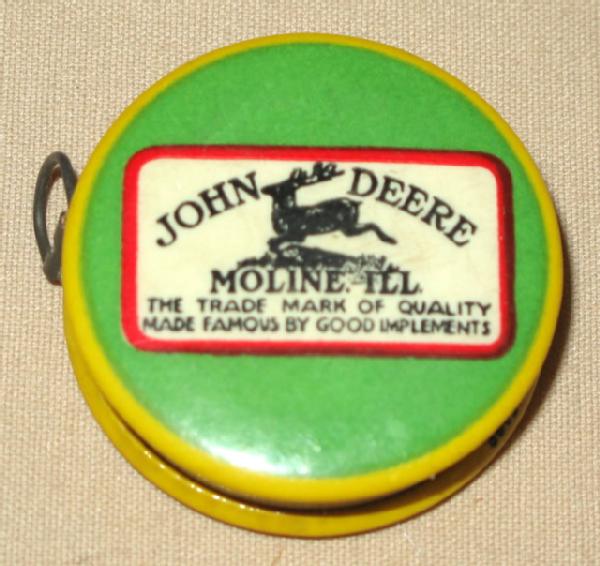 JOHN DEERE
MOLINE. ILL.
THE TRADE MARK OF QUALITY
MADE FAMOUS BY GOOD IMPLEMENTS